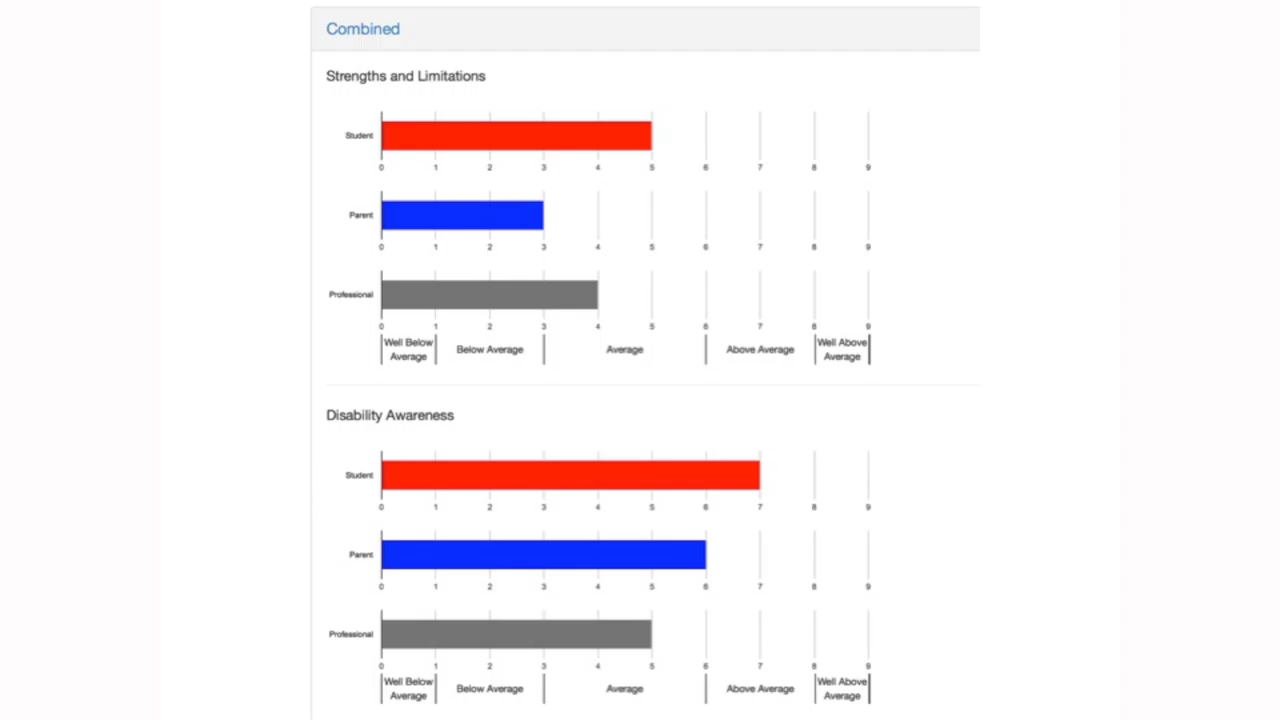 Combined
Strengths and Limitations
Student
0 1 2 3 4 5 6 7 8 9
Parent
0 1 2 3 4 5 6 7 8 9
Professional
0 1 2 3 4 5 6 7 8 9
Well Below Average
Below Average
Average
Above Average
Well Above Average
Disability Awareness
Student
0 1 2 3 4 5 6 7 8 9
Parent
0 1 2 3 4 5 6 7 8 9
Professional
0 1 2 3 4 5 6 7 8 9
Well Below Average
Below Average
Average
Above Average
Well Above Average